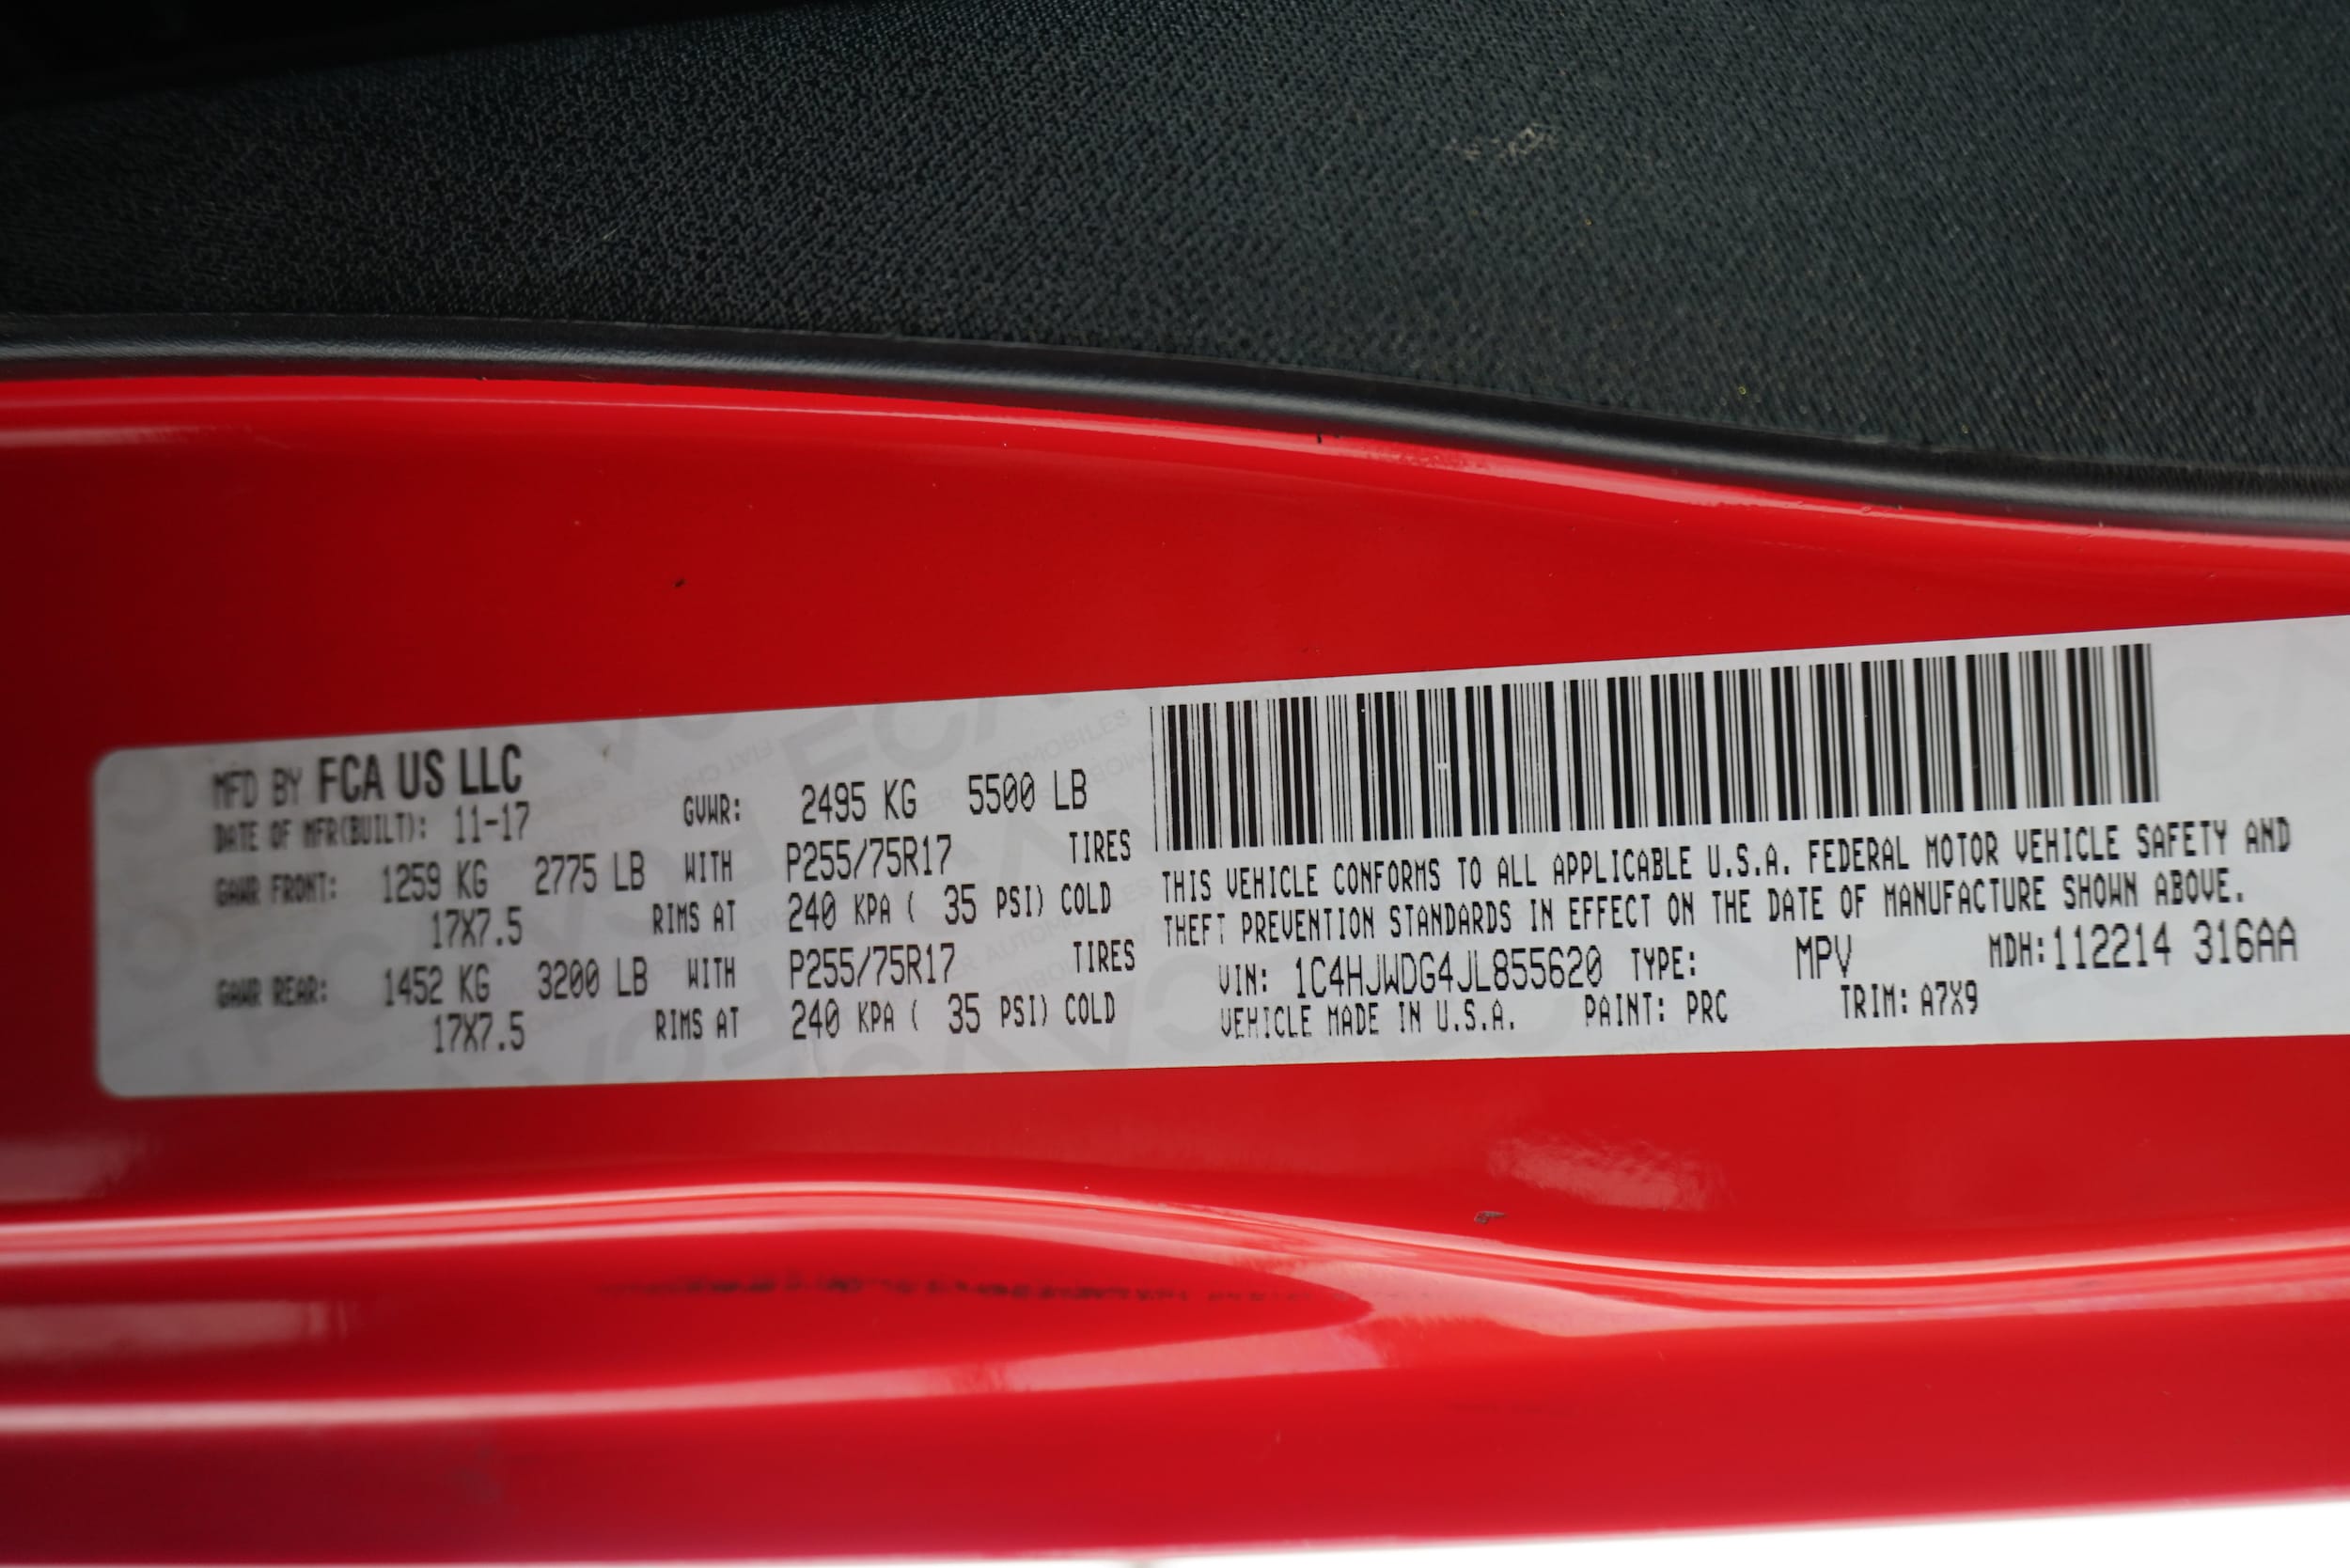 MFD BY FCA US LLC
DATE OF MFR(BUILT): 11-17 GVWR: 2495 KG 5500 LB
GAWR FRONT: 1259 KG 2775 LB WITH P255/75R17 TIRES
17X7.5 RIMS AT 240 KPA ( 35 PSI) COLD
GAWR REAR: 1452 KG 3200 LB WITH P255/75R17 TIRES
17X7.5 RIMS AT 240 KPA ( 35 PSI) COLD
THIS VEHICLE CONFORMS TO ALL APPLICABLE U.S.A. FEDERAL MOTOR VEHICLE SAFETY AND
THEFT PREVENTION STANDARDS IN EFFECT ON THE DATE OF MANUFACTURE SHOWN ABOVE.
VIN: 1C4HJWDG4JL855620 TYPE: MPV MDH:112214 316AA
VEHICLE MADE IN U.S.A. PAINT: PRC TRIM: A7X9